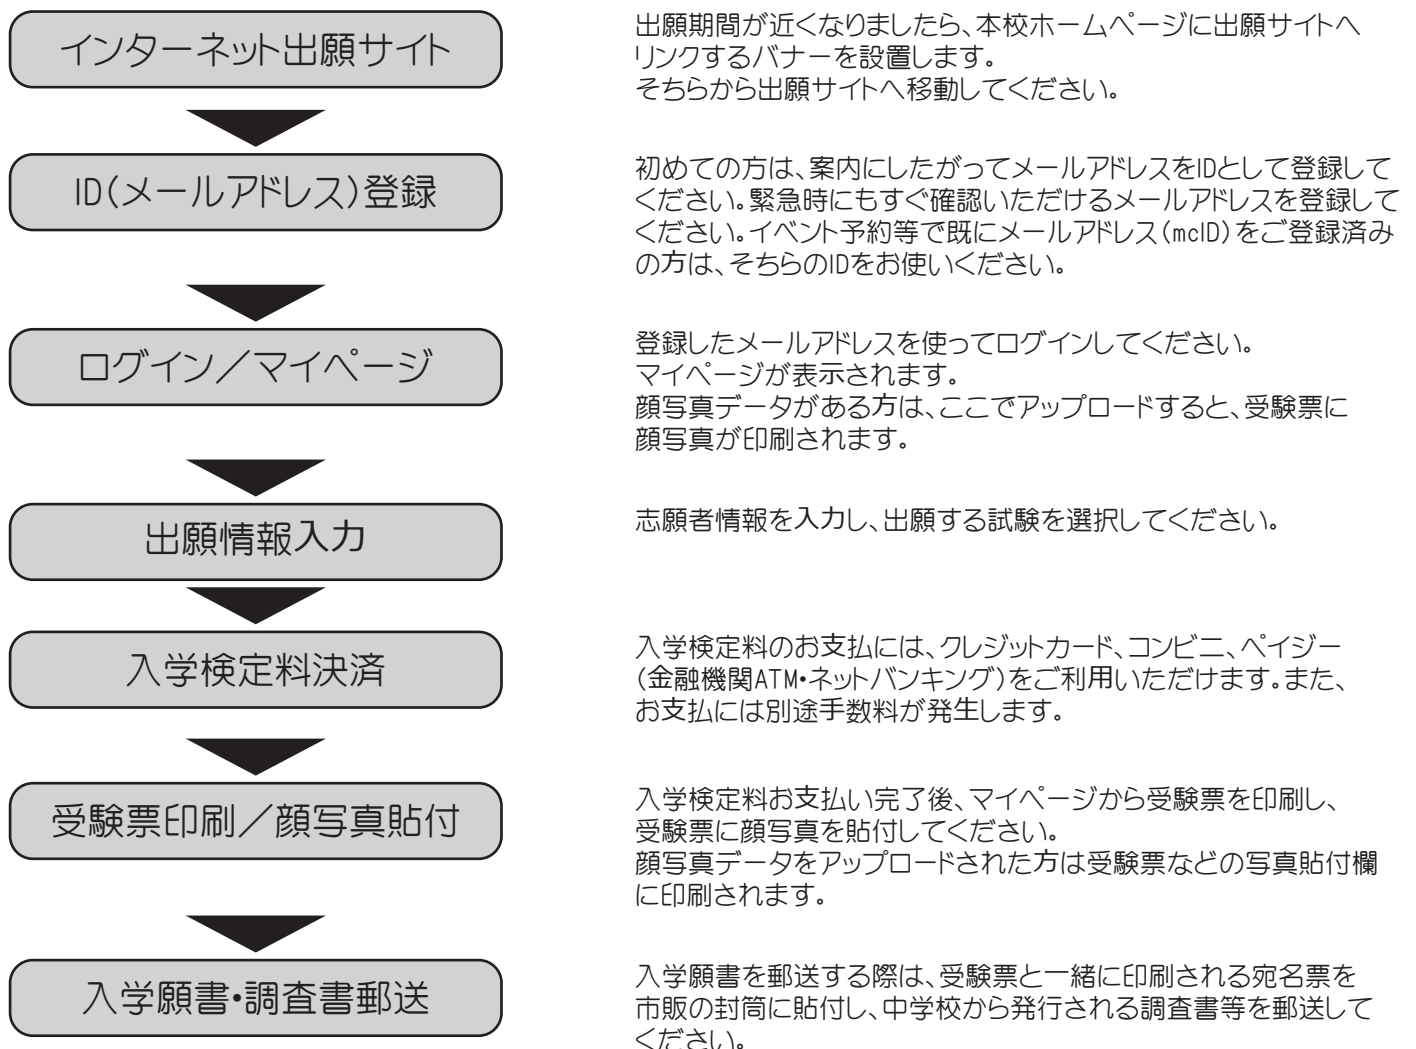 インターネット出願サイト
出願期間が近くなりましたら、本校ホームページに出願サイトへ
リンクするバナーを設置します。
そちらから出願サイトへ移動してください。
ID(メールアドレス)登録
初めての方は、案内にしたがってメールアドレスをIDとして登録して
ください。緊急時にもすぐ確認いただけるメールアドレスを登録して
ください。イベント予約等で既にメールアドレス(mcID)をご登録済み
の方は、そちらのIDをお使いください。
ログイン／マイページ
登録したメールアドレスを使ってログインしてください。
マイページが表示されます。
顔写真データがある方は、ここでアップロードすると、受験票に
顔写真が印刷されます。
出願情報入力
志願者情報を入力し、出願する試験を選択してください。
入学検定料決済
入学検定料のお支払には、クレジットカード、コンビニ、ペイジー
(金融機関ATM・ネットバンキング)をご利用いただけます。また、
お支払には別途手数料が発生します。
受験票印刷／顔写真貼付
入学検定料お支払い完了後、マイページから受験票を印刷し、
受験票に顔写真を貼付してください。
顔写真データをアップロードされた方は受験票などの写真貼付欄
に印刷されます。
入学願書・調査書郵送
入学願書を郵送する際は、受験票と一緒に印刷される宛名票を
市販の封筒に貼付し、中学校から発行される調査書等を郵送して
ください。